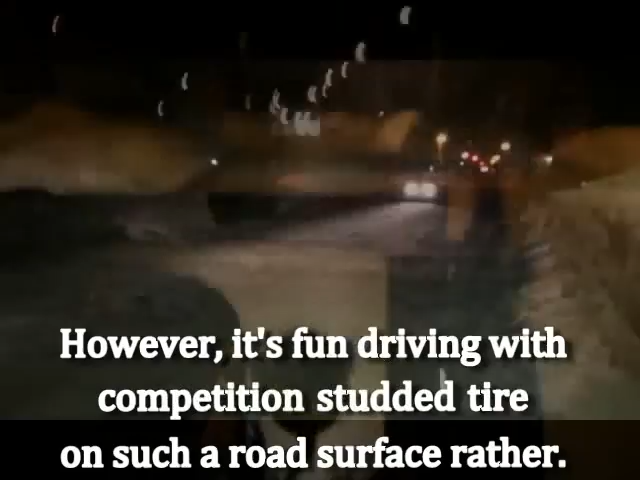 However, it's fun driving with
competition studded tire
on such a road surface rather.